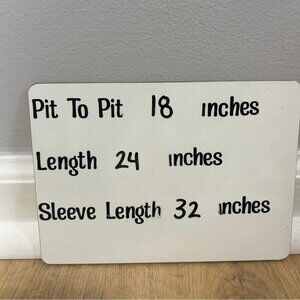 Pit To Pit 18 inches
Length 24 inches
Sleeve Length 32 inches